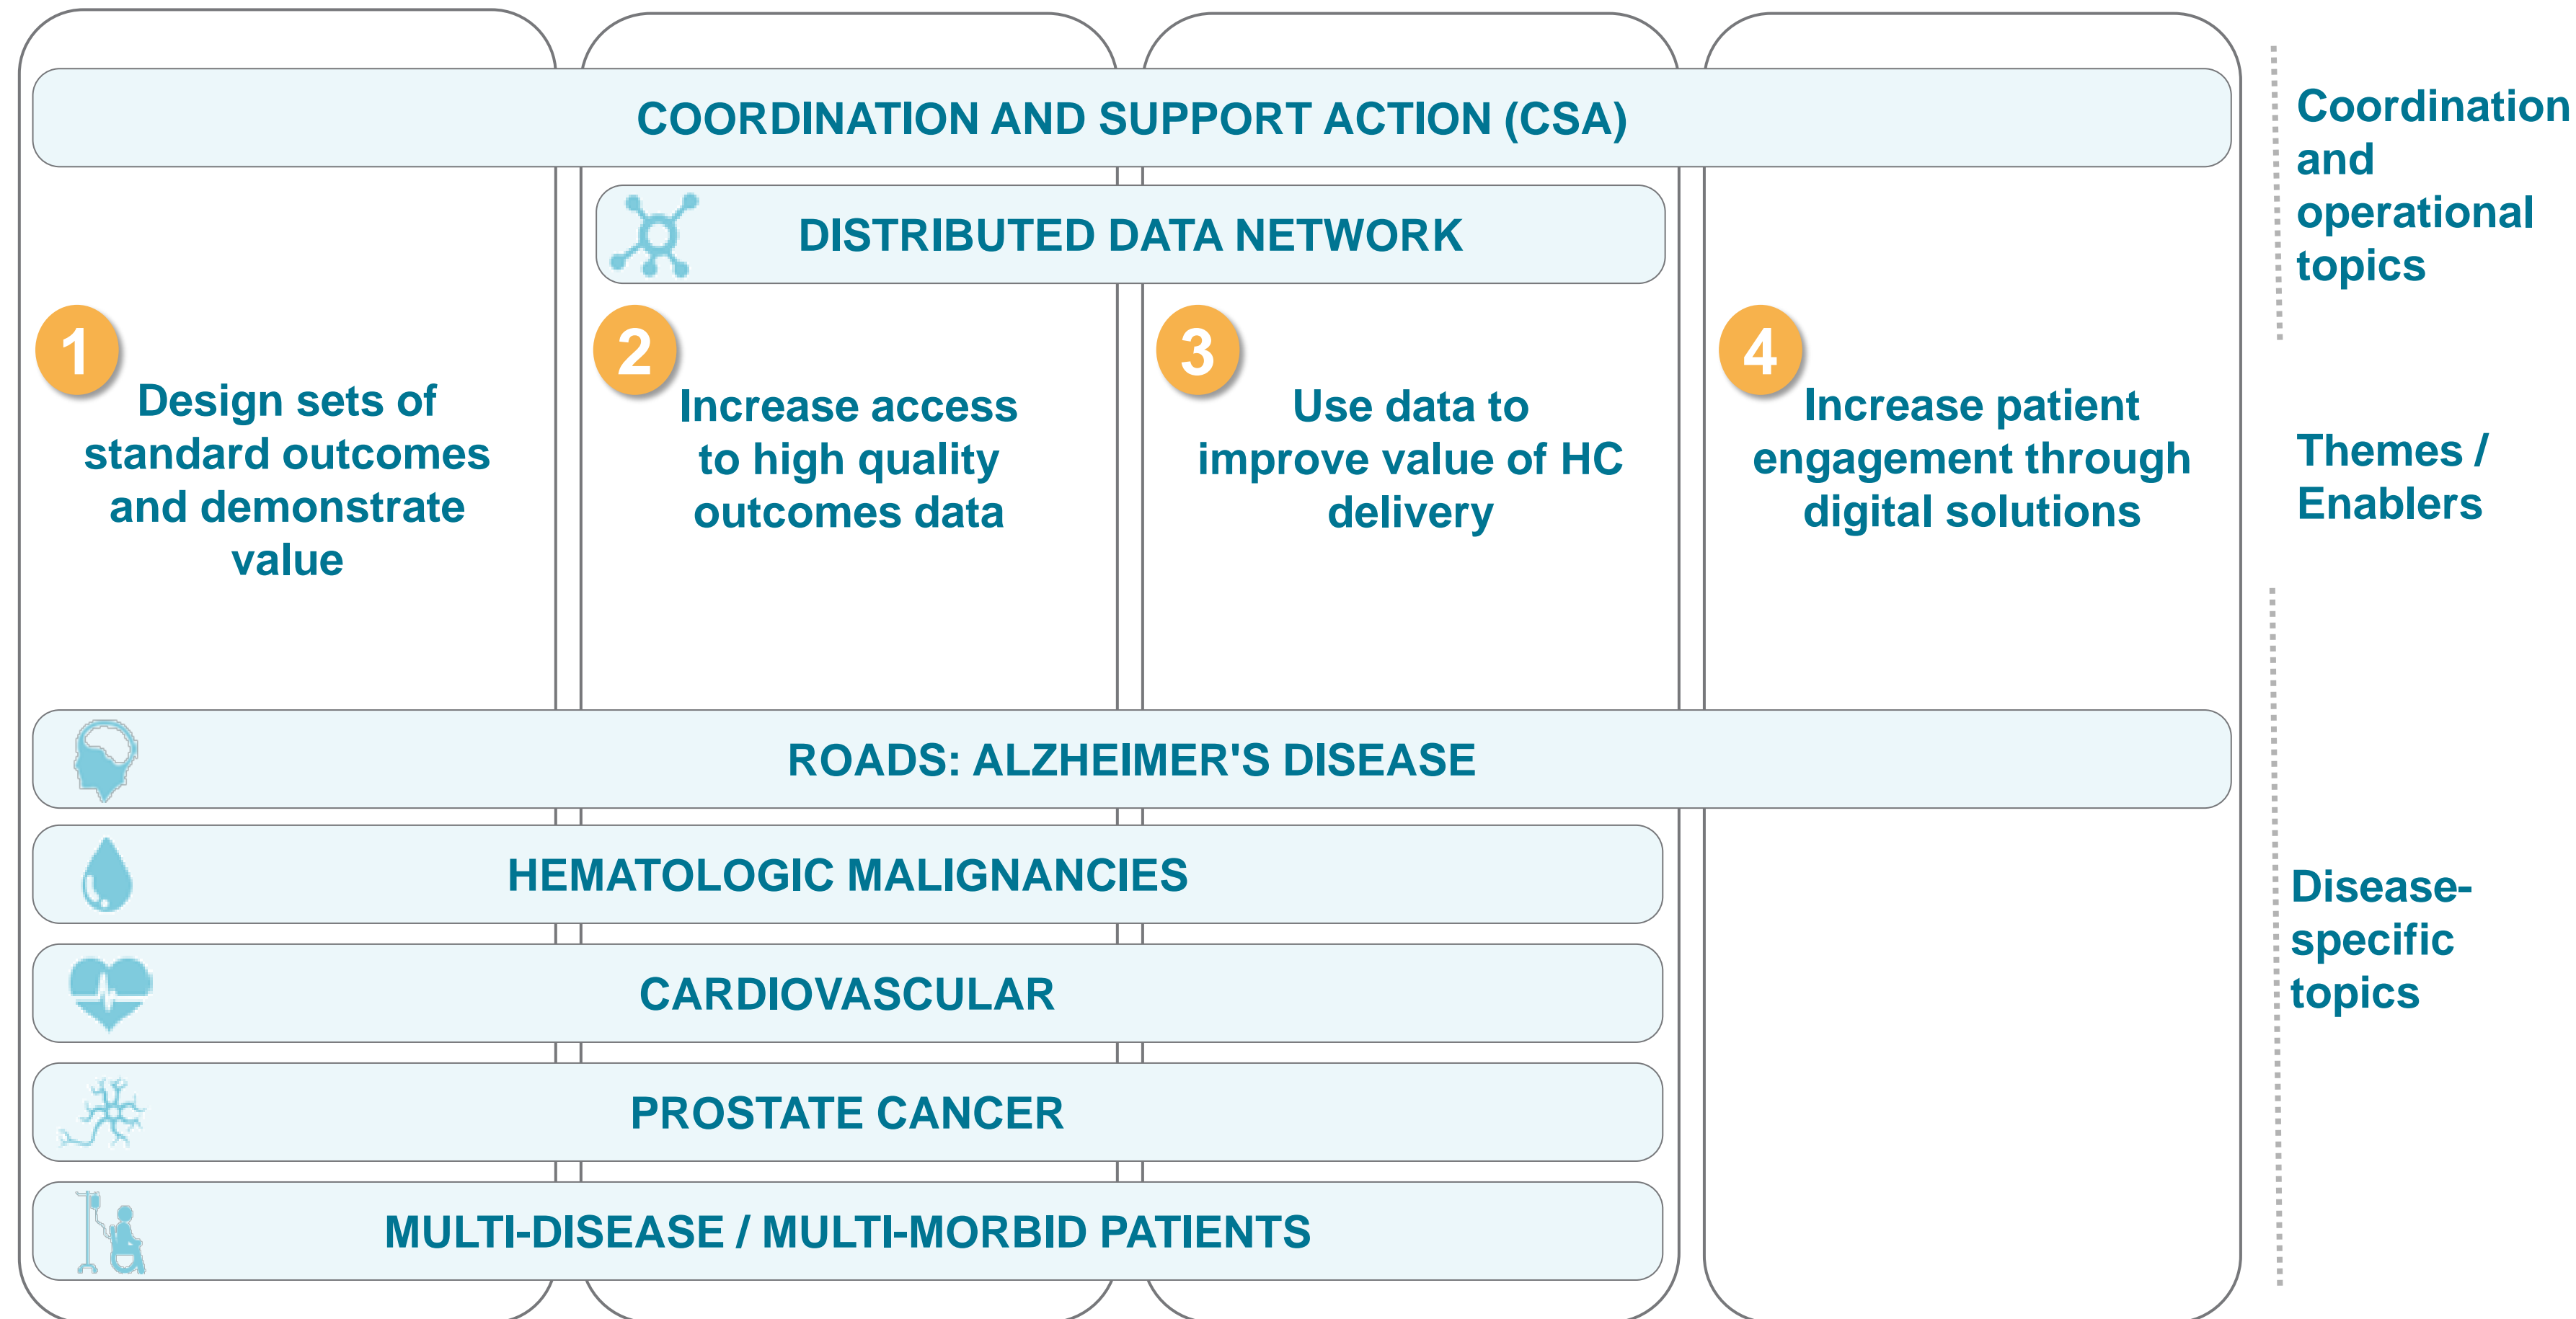 COORDINATION AND SUPPORT ACTION (CSA)
DISTRIBUTED DATA NETWORK
Coordination
and
operational
topics
1
Design sets of
standard outcomes
and demonstrate
value
2
Increase access
to high quality
outcomes data
3
Use data to
improve value of HC
delivery
4
Increase patient
engagement through
digital solutions
Themes /
Enablers
ROADS: ALZHEIMER'S DISEASE
HEMATOLOGIC MALIGNANCIES
CARDIOVASCULAR
PROSTATE CANCER
MULTI-DISEASE / MULTI-MORBID PATIENTS
Disease-
specific
topics